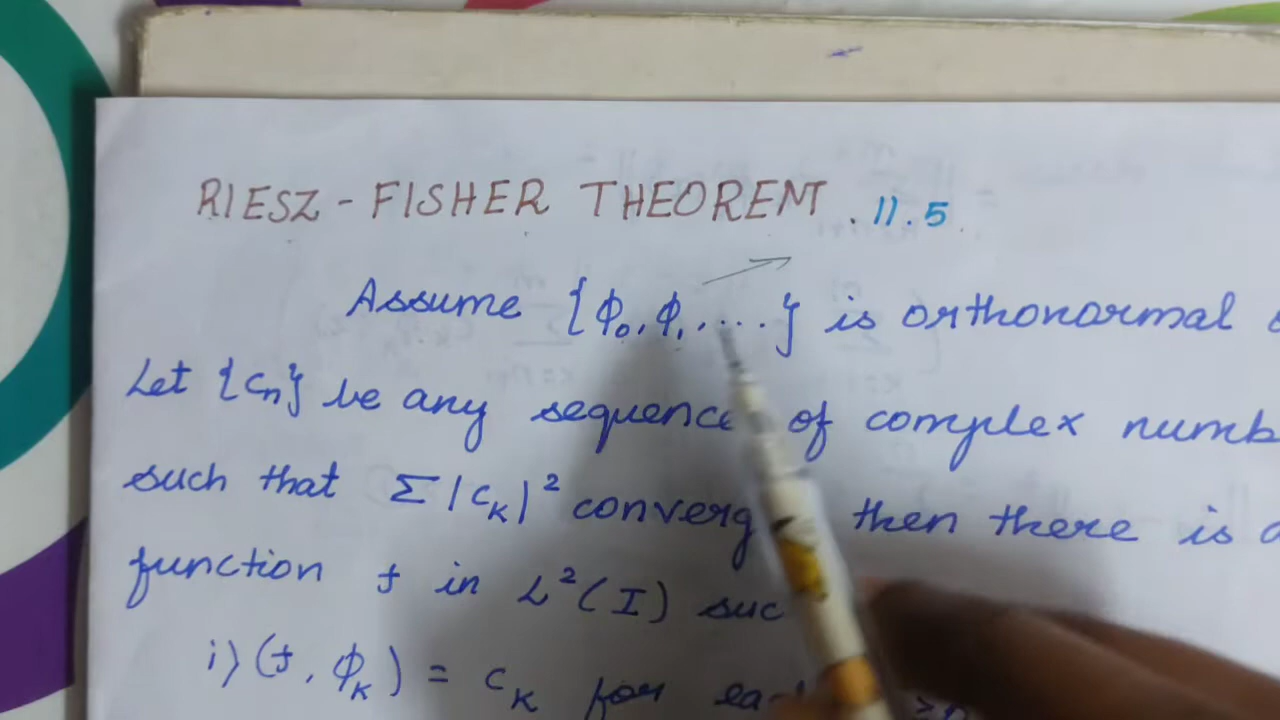 RIESZ - FISHER THEOREM . 11.5
Assume {ϕ₀, ϕ₁, ....} is orthonormal
Let {cₙ} be any sequence of complex numb
such that Σ|cₖ|² converg then there is a
function f in L²(I) suc
i) (f, ϕₖ) = cₖ for